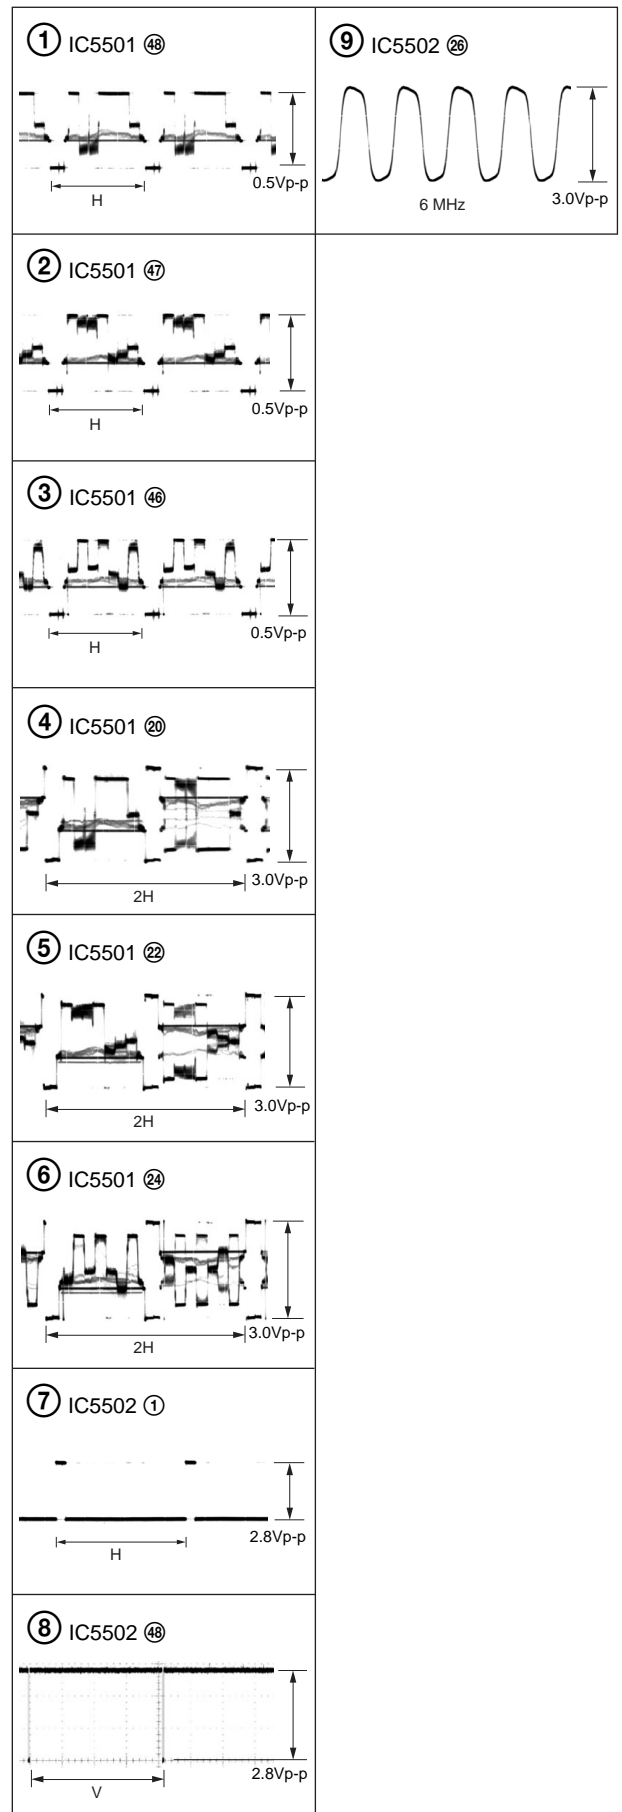 ① IC5501 ㊽
0.5Vp-p
H
② IC5501 ㊼
0.5Vp-p
H
③ IC5501 ㊻
0.5Vp-p
H
④ IC5501 ⑳
3.0Vp-p
2H
⑤ IC5501 ㉒
3.0Vp-p
2H
⑥ IC5501 ㉔
3.0Vp-p
2H
⑦ IC5502 ①
2.8Vp-p
H
⑧ IC5502 ㊽
2.8Vp-p
V
⑨ IC5502 ㉖
3.0Vp-p
6 MHz